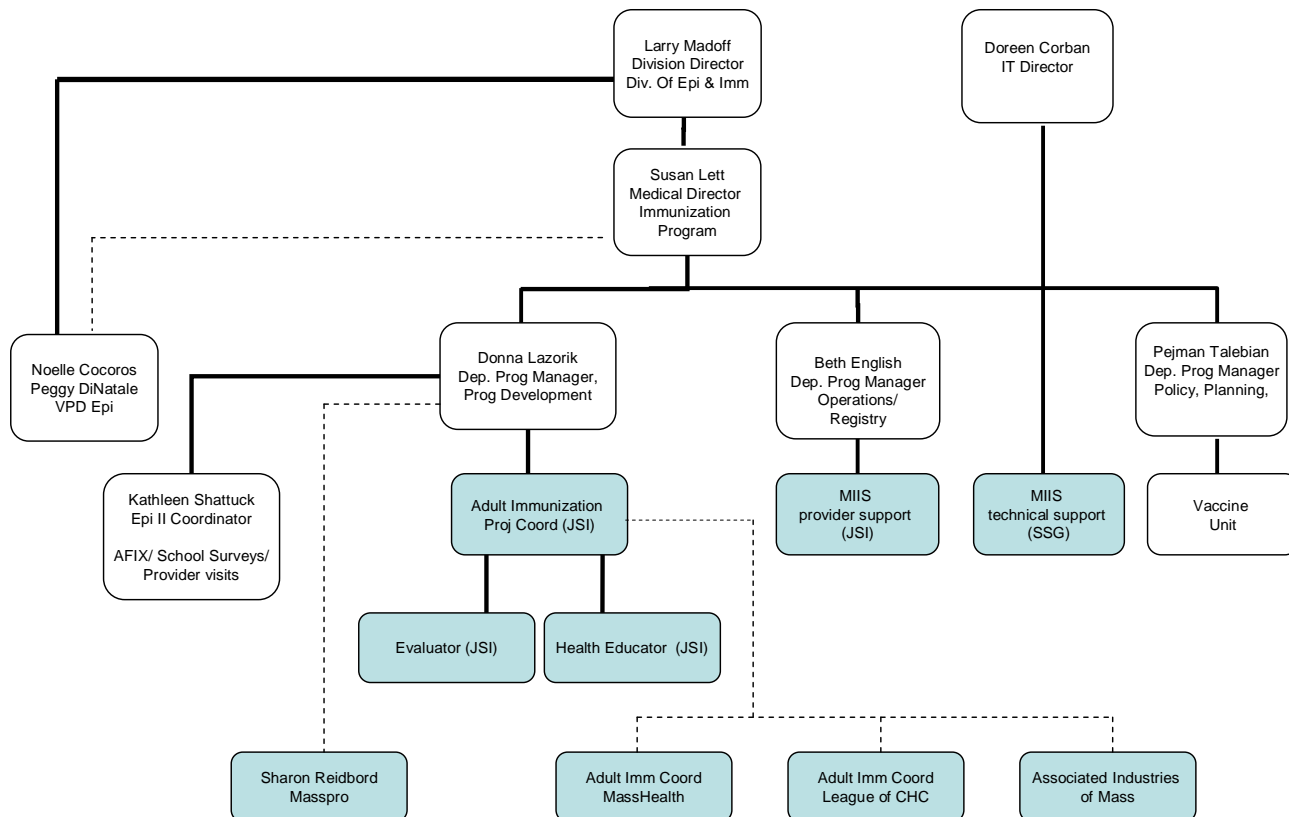 Larry Madoff
Division Director
Div. Of Epi & Imm
Doreen Corban
IT Director
Susan Lett
Medical Director
Immunization
Program
Noelle Cocoros
Peggy DiNatale
VPD Epi
Donna Lazorik
Dep. Prog Manager,
Prog Development
Beth English
Dep. Prog Manager
Operations/
Registry
Pejman Talebian
Dep. Prog Manager
Policy, Planning,
Kathleen Shattuck
Epi II Coordinator
AFIX/ School Surveys/
Provider visits
Adult Immunization
Proj Coord (JSI)
MIIS
provider support
(JSI)
MIIS
technical support
(SSG)
Vaccine
Unit
Evaluator (JSI)
Health Educator (JSI)
Sharon Reidbord
Masspro
Adult Imm Coord
MassHealth
Adult Imm Coord
League of CHC
Associated Industries
of Mass